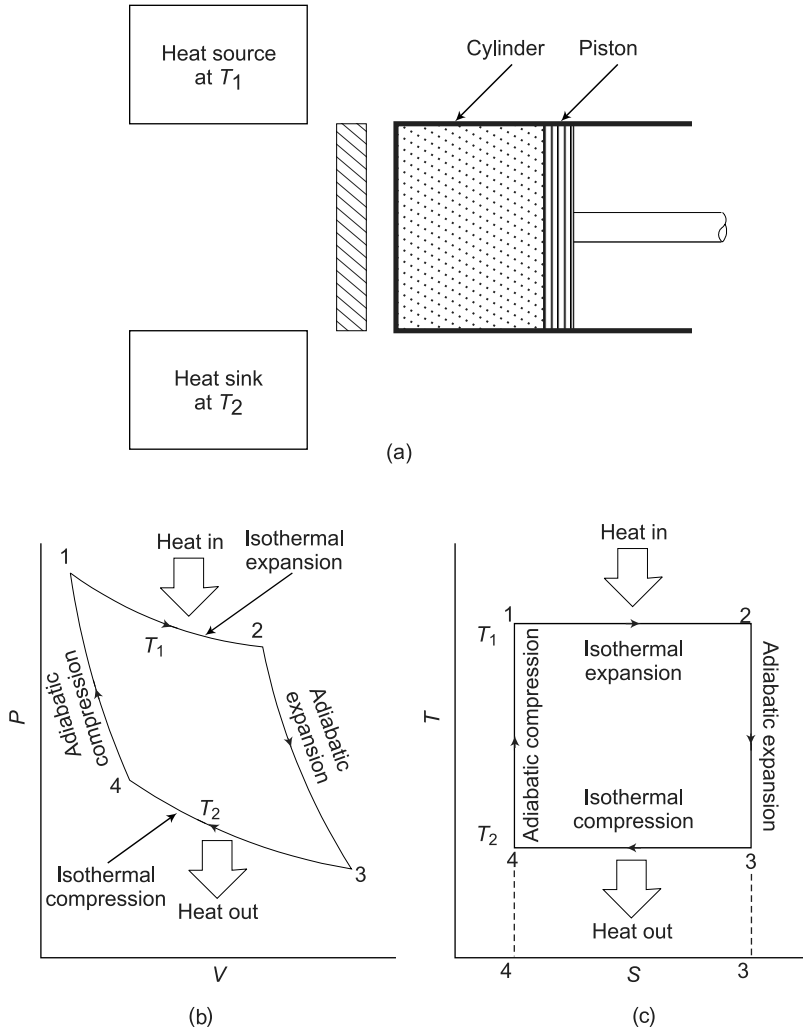 Heat source
at T1
Cylinder
Piston
Heat sink
at T2
(a)
P
1
Heat in
Isothermal
expansion
T1
2
Adiabatic
compression
Adiabatic
expansion
4
T2
Isothermal
compression
3
Heat out
V
(b)
T
Heat in
1
2
T1
Isothermal
expansion
Adiabatic compression
Adiabatic expansion
Isothermal
compression
T2
4
3
Heat out
4
S
3
(c)